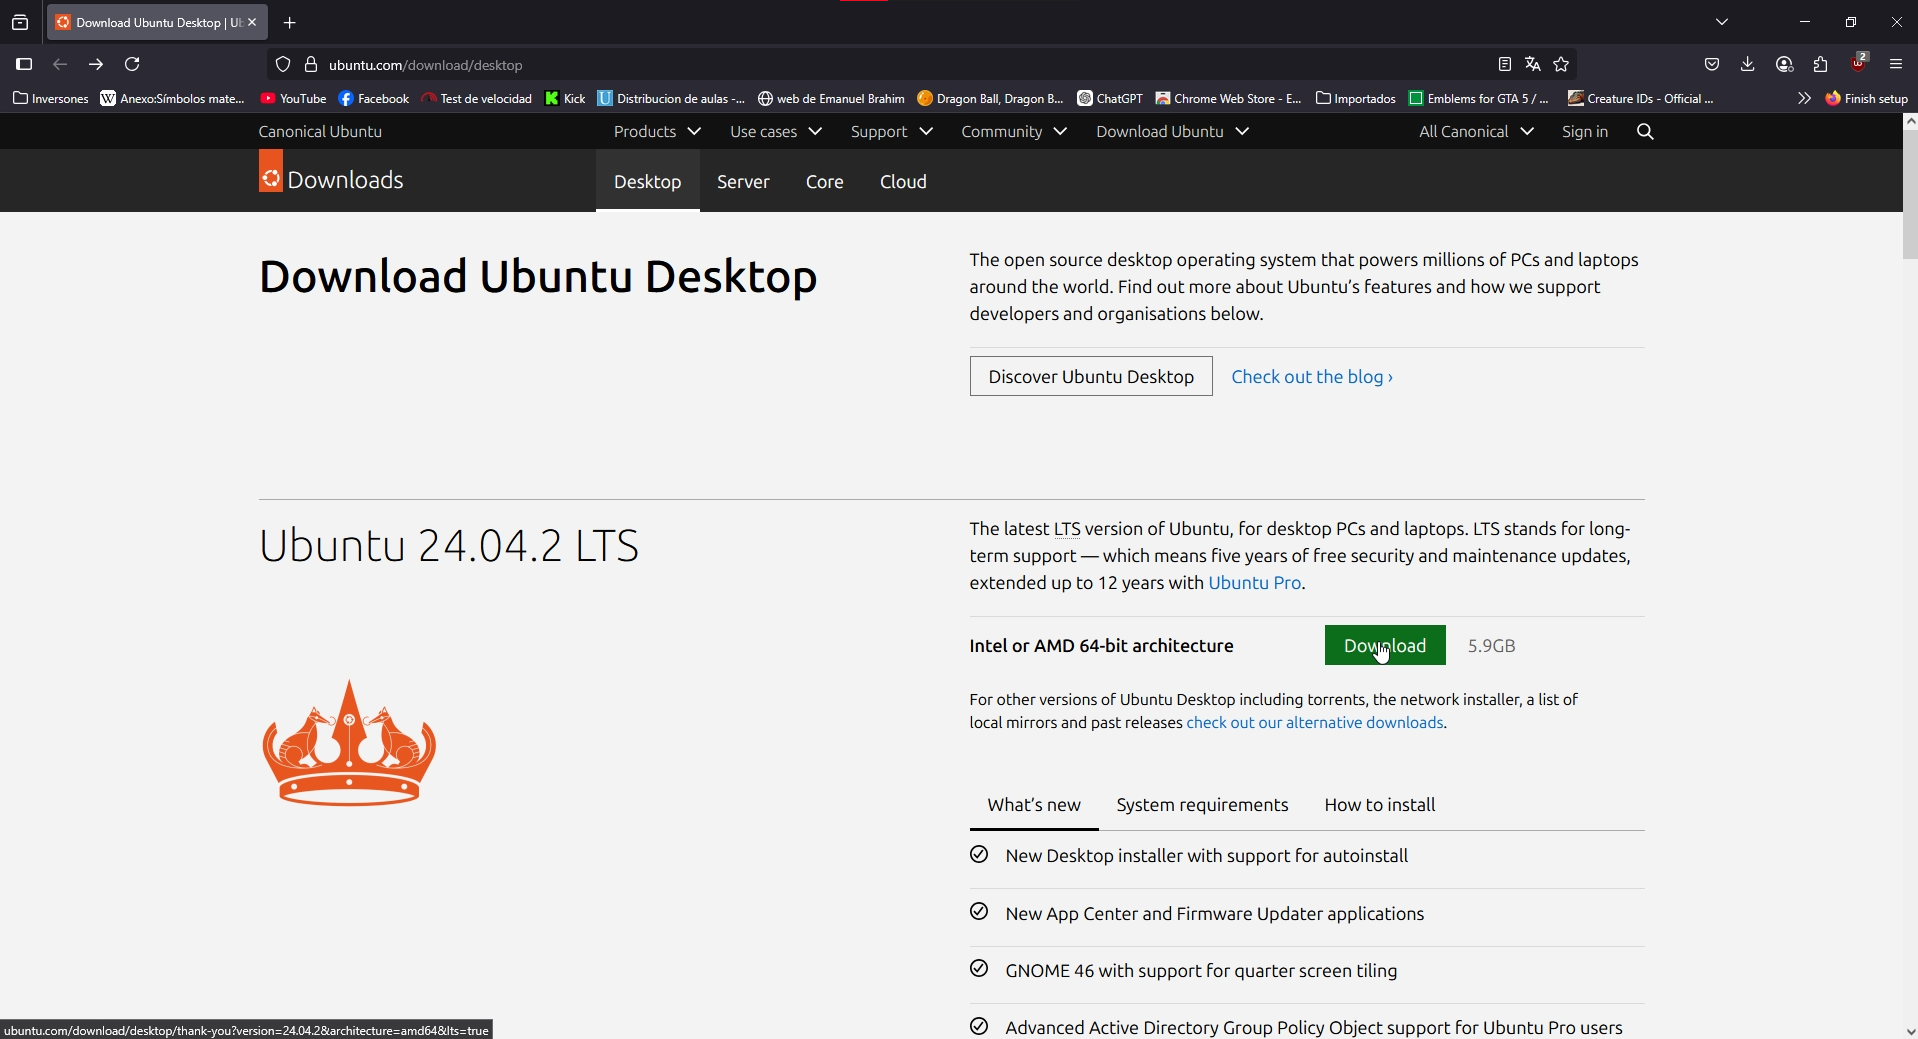 Download Ubuntu Desktop | Ub
ubuntu.com/download/desktop
2
Inversones
Anexo:Símbolos mate...
YouTube
Facebook
Test de velocidad
Kick
Distribucion de aulas -...
web de Emanuel Brahim
Dragon Ball, Dragon B...
ChatGPT
Chrome Web Store - E...
Importados
Emblems for GTA 5 / ...
Creature IDs - Official ...
Finish setup
Canonical Ubuntu
Products
Use cases
Support
Community
Download Ubuntu
All Canonical
Sign in
Downloads
Desktop
Server
Core
Cloud
Download Ubuntu Desktop
The open source desktop operating system that powers millions of PCs and laptops
around the world. Find out more about Ubuntu's features and how we support
developers and organisations below.
Discover Ubuntu Desktop
Check out the blog ›
Ubuntu 24.04.2 LTS
The latest LTS version of Ubuntu, for desktop PCs and laptops. LTS stands for long-
term support — which means five years of free security and maintenance updates,
extended up to 12 years with Ubuntu Pro.
Intel or AMD 64-bit architecture
Download
5.9GB
For other versions of Ubuntu Desktop including torrents, the network installer, a list of
local mirrors and past releases check out our alternative downloads.
What's new
System requirements
How to install
New Desktop installer with support for autoinstall
New App Center and Firmware Updater applications
GNOME 46 with support for quarter screen tiling
Advanced Active Directory Group Policy Object support for Ubuntu Pro users
ubuntu.com/download/desktop/thank-you?version=24.04.2&architecture=amd64&lts=true